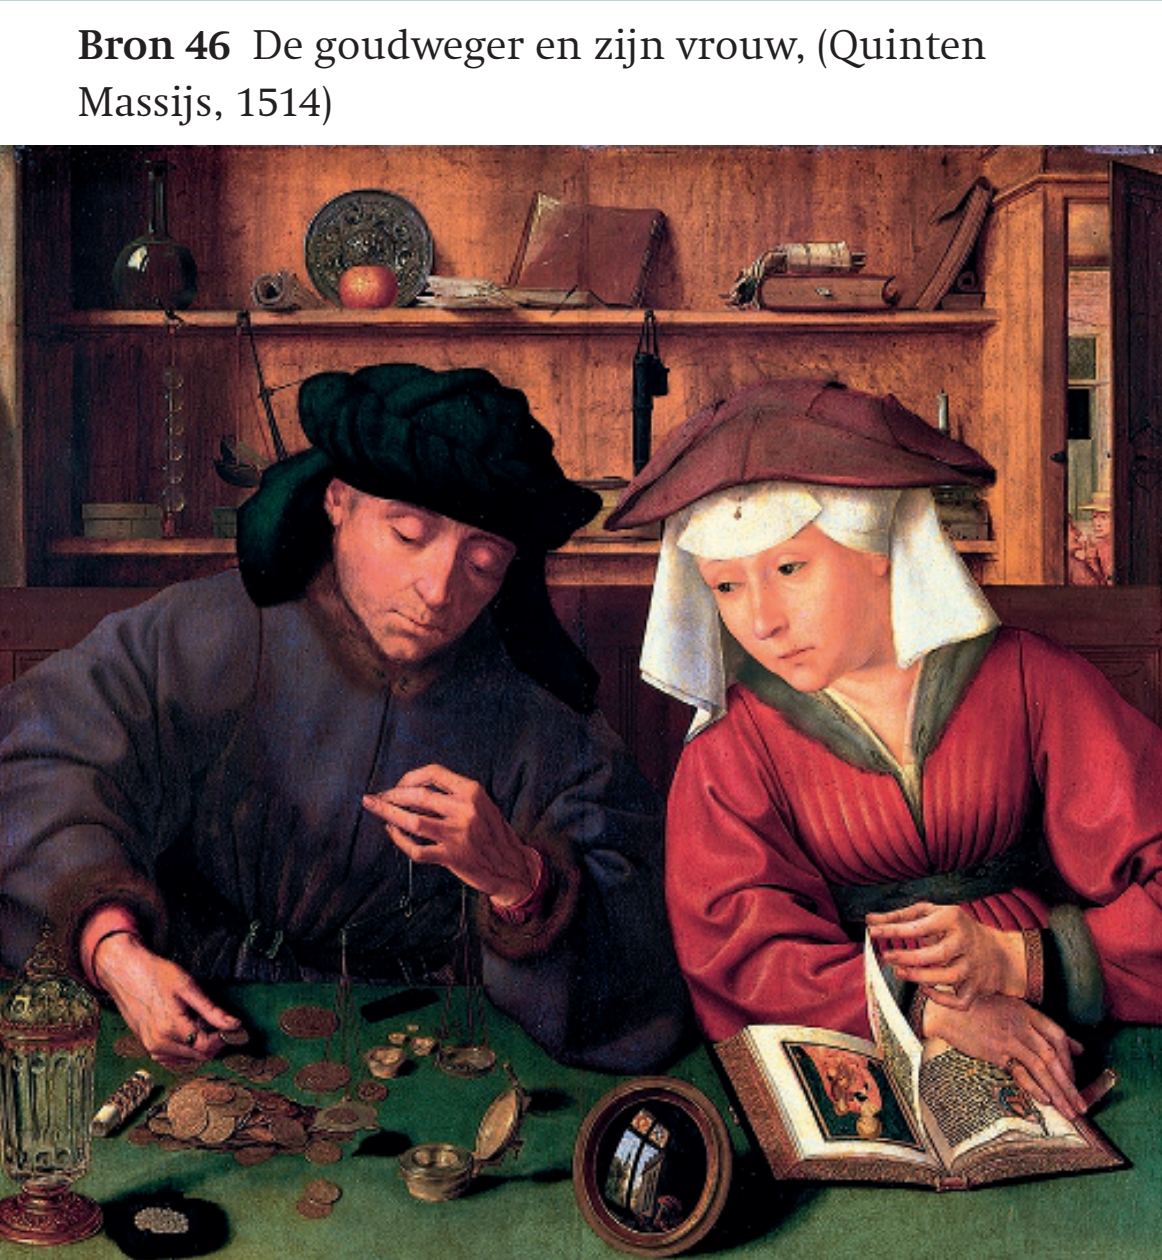 Bron 46 De goudweger en zijn vrouw, (Quinten
Massijs, 1514)